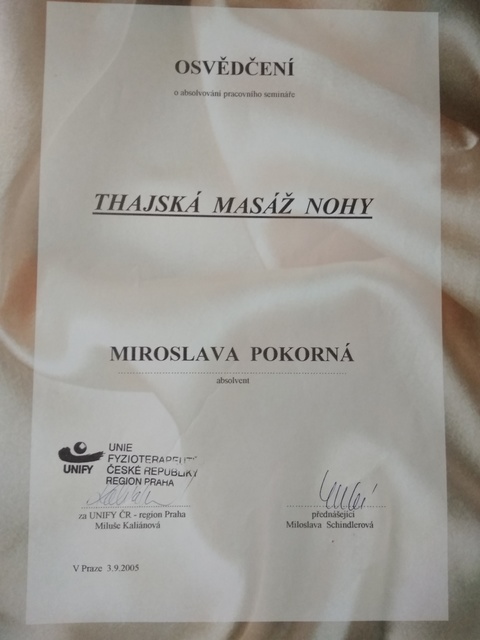 OSVĚDČENÍ
o absolvování pracovního semináře
THAJSKÁ MASÁŽ NOHY
MIROSLAVA POKORNÁ
absolvent
UNIFY
UNIE
FYZIOTERAPEUTŮ
ČESKÉ REPUBLIKY
REGION PRAHA
za UNIFY ČR - region Praha
Miluše Kaliánová
přednášející
Miloslava Schindlerová
V Praze 3.9.2005